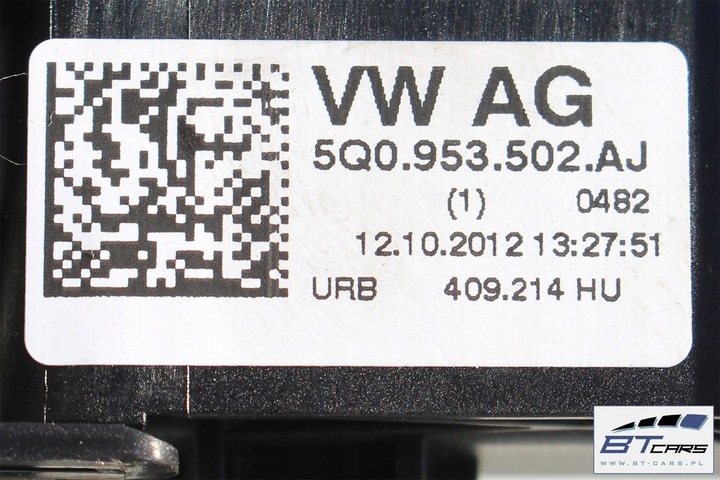 VW AG
5Q0.953.502.AJ
(1) 0482
12.10.2012 13:27:51
URB 409.214 HU
BTCARS
WWW.BT-CARS.PL